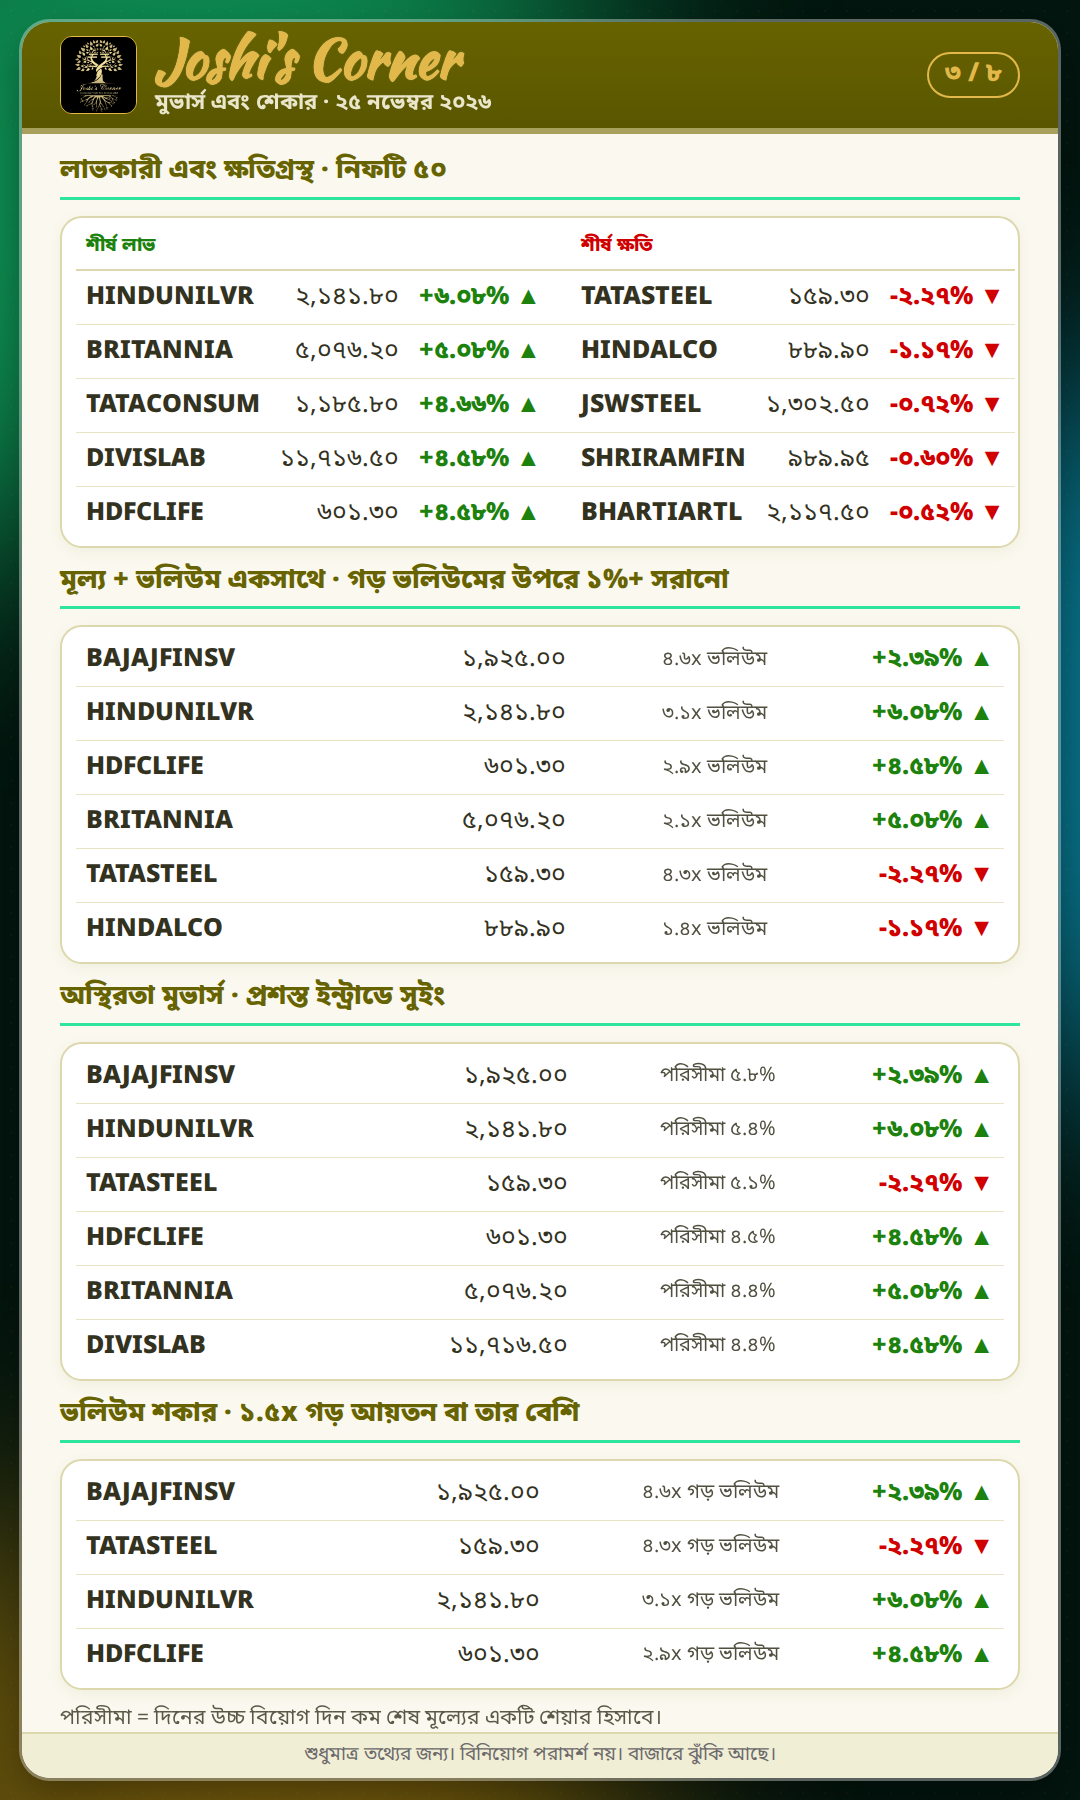 Joshi's Corner
মুভার্স এবং শেকার · ২৫ নভেম্বর ২০২৬
৩ / ৮
লাভকারী এবং ক্ষতিগ্রস্থ · নিফটি ৫০
শীর্ষ লাভ শীর্ষ ক্ষতি
HINDUNILVR ২,১৪১.৮০ +৬.০৮% ▲ TATASTEEL ১৫৯.৩০ -২.২৭% ▼
BRITANNIA ৫,০৭৬.২০ +৫.০৮% ▲ HINDALCO ৮৮৯.৯০ -১.১৭% ▼
TATACONSUM ১,১৮৫.৮০ +৪.৬৬% ▲ JSWSTEEL ১,৩০২.৫০ -০.৭২% ▼
DIVISLAB ১১,৭১৬.৫০ +৪.৫৮% ▲ SHRIRAMFIN ৯৮৯.৯৫ -০.৬০% ▼
HDFCLIFE ৬০১.৩০ +৪.৫৮% ▲ BHARTIARTL ২,১১৭.৫০ -০.৫২% ▼
মূল্য + ভলিউম একসাথে · গড় ভলিউমের উপরে ১%+ সরানো
BAJAJFINSV ১,৯২৫.০০ ৪.৬x ভলিউম +২.৩৯% ▲
HINDUNILVR ২,১৪১.৮০ ৩.১x ভলিউম +৬.০৮% ▲
HDFCLIFE ৬০১.৩০ ২.৯x ভলিউম +৪.৫৮% ▲
BRITANNIA ৫,০৭৬.২০ ২.১x ভলিউম +৫.০৮% ▲
TATASTEEL ১৫৯.৩০ ৪.৩x ভলিউম -২.২৭% ▼
HINDALCO ৮৮৯.৯০ ১.৪x ভলিউম -১.১৭% ▼
অস্থিরতা মুভার্স · প্রশস্ত ইন্ট্রাডে সুইং
BAJAJFINSV ১,৯২৫.০০ পরিসীমা ৫.৮% +২.৩৯% ▲
HINDUNILVR ২,১৪১.৮০ পরিসীমা ৫.৪% +৬.০৮% ▲
TATASTEEL ১৫৯.৩০ পরিসীমা ৫.১% -২.২৭% ▼
HDFCLIFE ৬০১.৩০ পরিসীমা ৪.৫% +৪.৫৮% ▲
BRITANNIA ৫,০৭৬.২০ পরিসীমা ৪.৪% +৫.০৮% ▲
DIVISLAB ১১,৭১৬.৫০ পরিসীমা ৪.৪% +৪.৫৮% ▲
ভলিউম শকার · ১.৫x গড় আয়তন বা তার বেশি
BAJAJFINSV ১,৯২৫.০০ ৪.৬x গড় ভলিউম +২.৩৯% ▲
TATASTEEL ১৫৯.৩০ ৪.৩x গড় ভলিউম -২.২৭% ▼
HINDUNILVR ২,১৪১.৮০ ৩.১x গড় ভলিউম +৬.০৮% ▲
HDFCLIFE ৬০১.৩০ ২.৯x গড় ভলিউম +৪.৫৮% ▲
পরিসীমা = দিনের উচ্চ বিয়োগ দিন কম শেষ মূল্যের একটি শেয়ার হিসাবে।
শুধুমাত্র তথ্যের জন্য। বিনিয়োগ পরামর্শ নয়। বাজারে ঝুঁকি আছে।